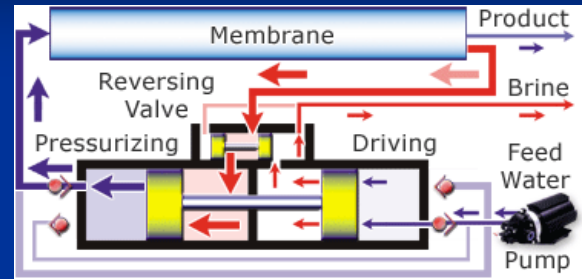 Product
Membrane
Reversing
Valve
Brine
Pressurizing
Driving
Feed
Water
Pump